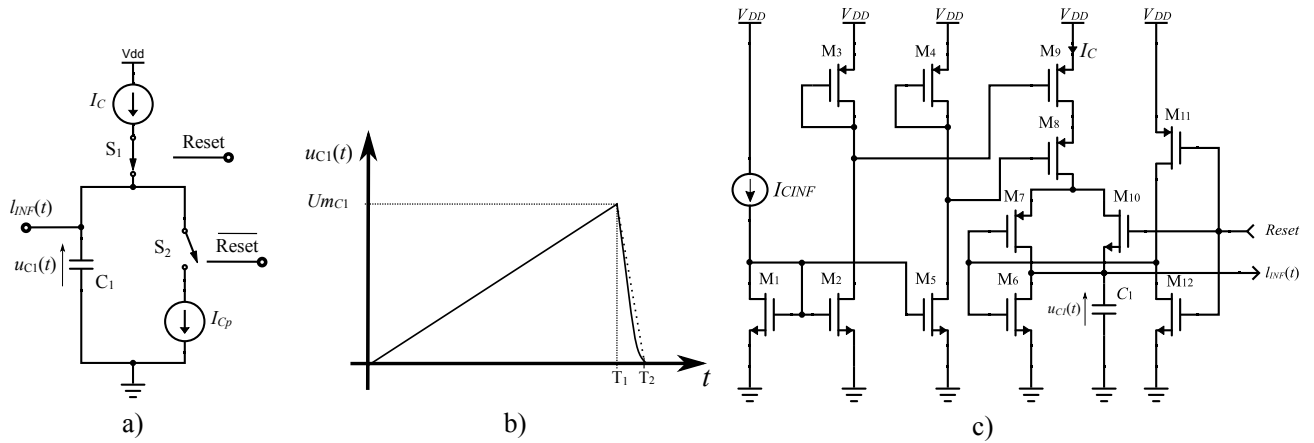 Vdd
I_C
S_1
Reset
l_INF(t)
S_2
Reset
u_C1(t)
C_1
I_Cp
a)
u_C1(t)
Um_C1
T_1
T_2
t
b)
V_DD
V_DD
V_DD
V_DD
V_DD
M_3
M_4
M_9
I_C
M_8
M_11
I_CINF
M_7
M_10
Reset
l_INF(t)
M_1
M_2
M_5
M_6
C_1
M_12
u_C1(t)
c)